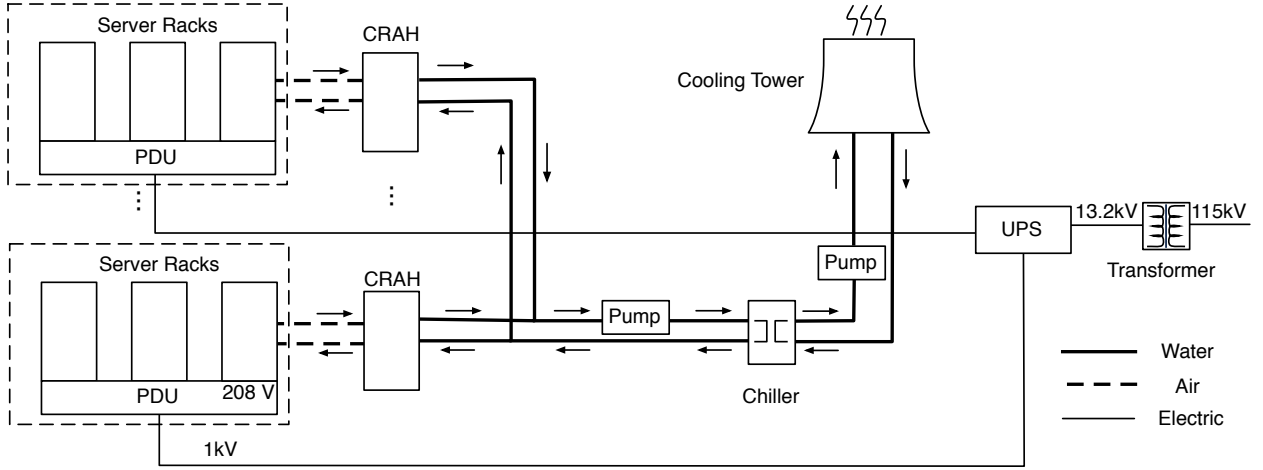 Server Racks
CRAH
PDU
Cooling Tower
Pump
UPS
13.2kV
115kV
Transformer
Server Racks
CRAH
PDU
208 V
1kV
Pump
Chiller
Water
Air
Electric